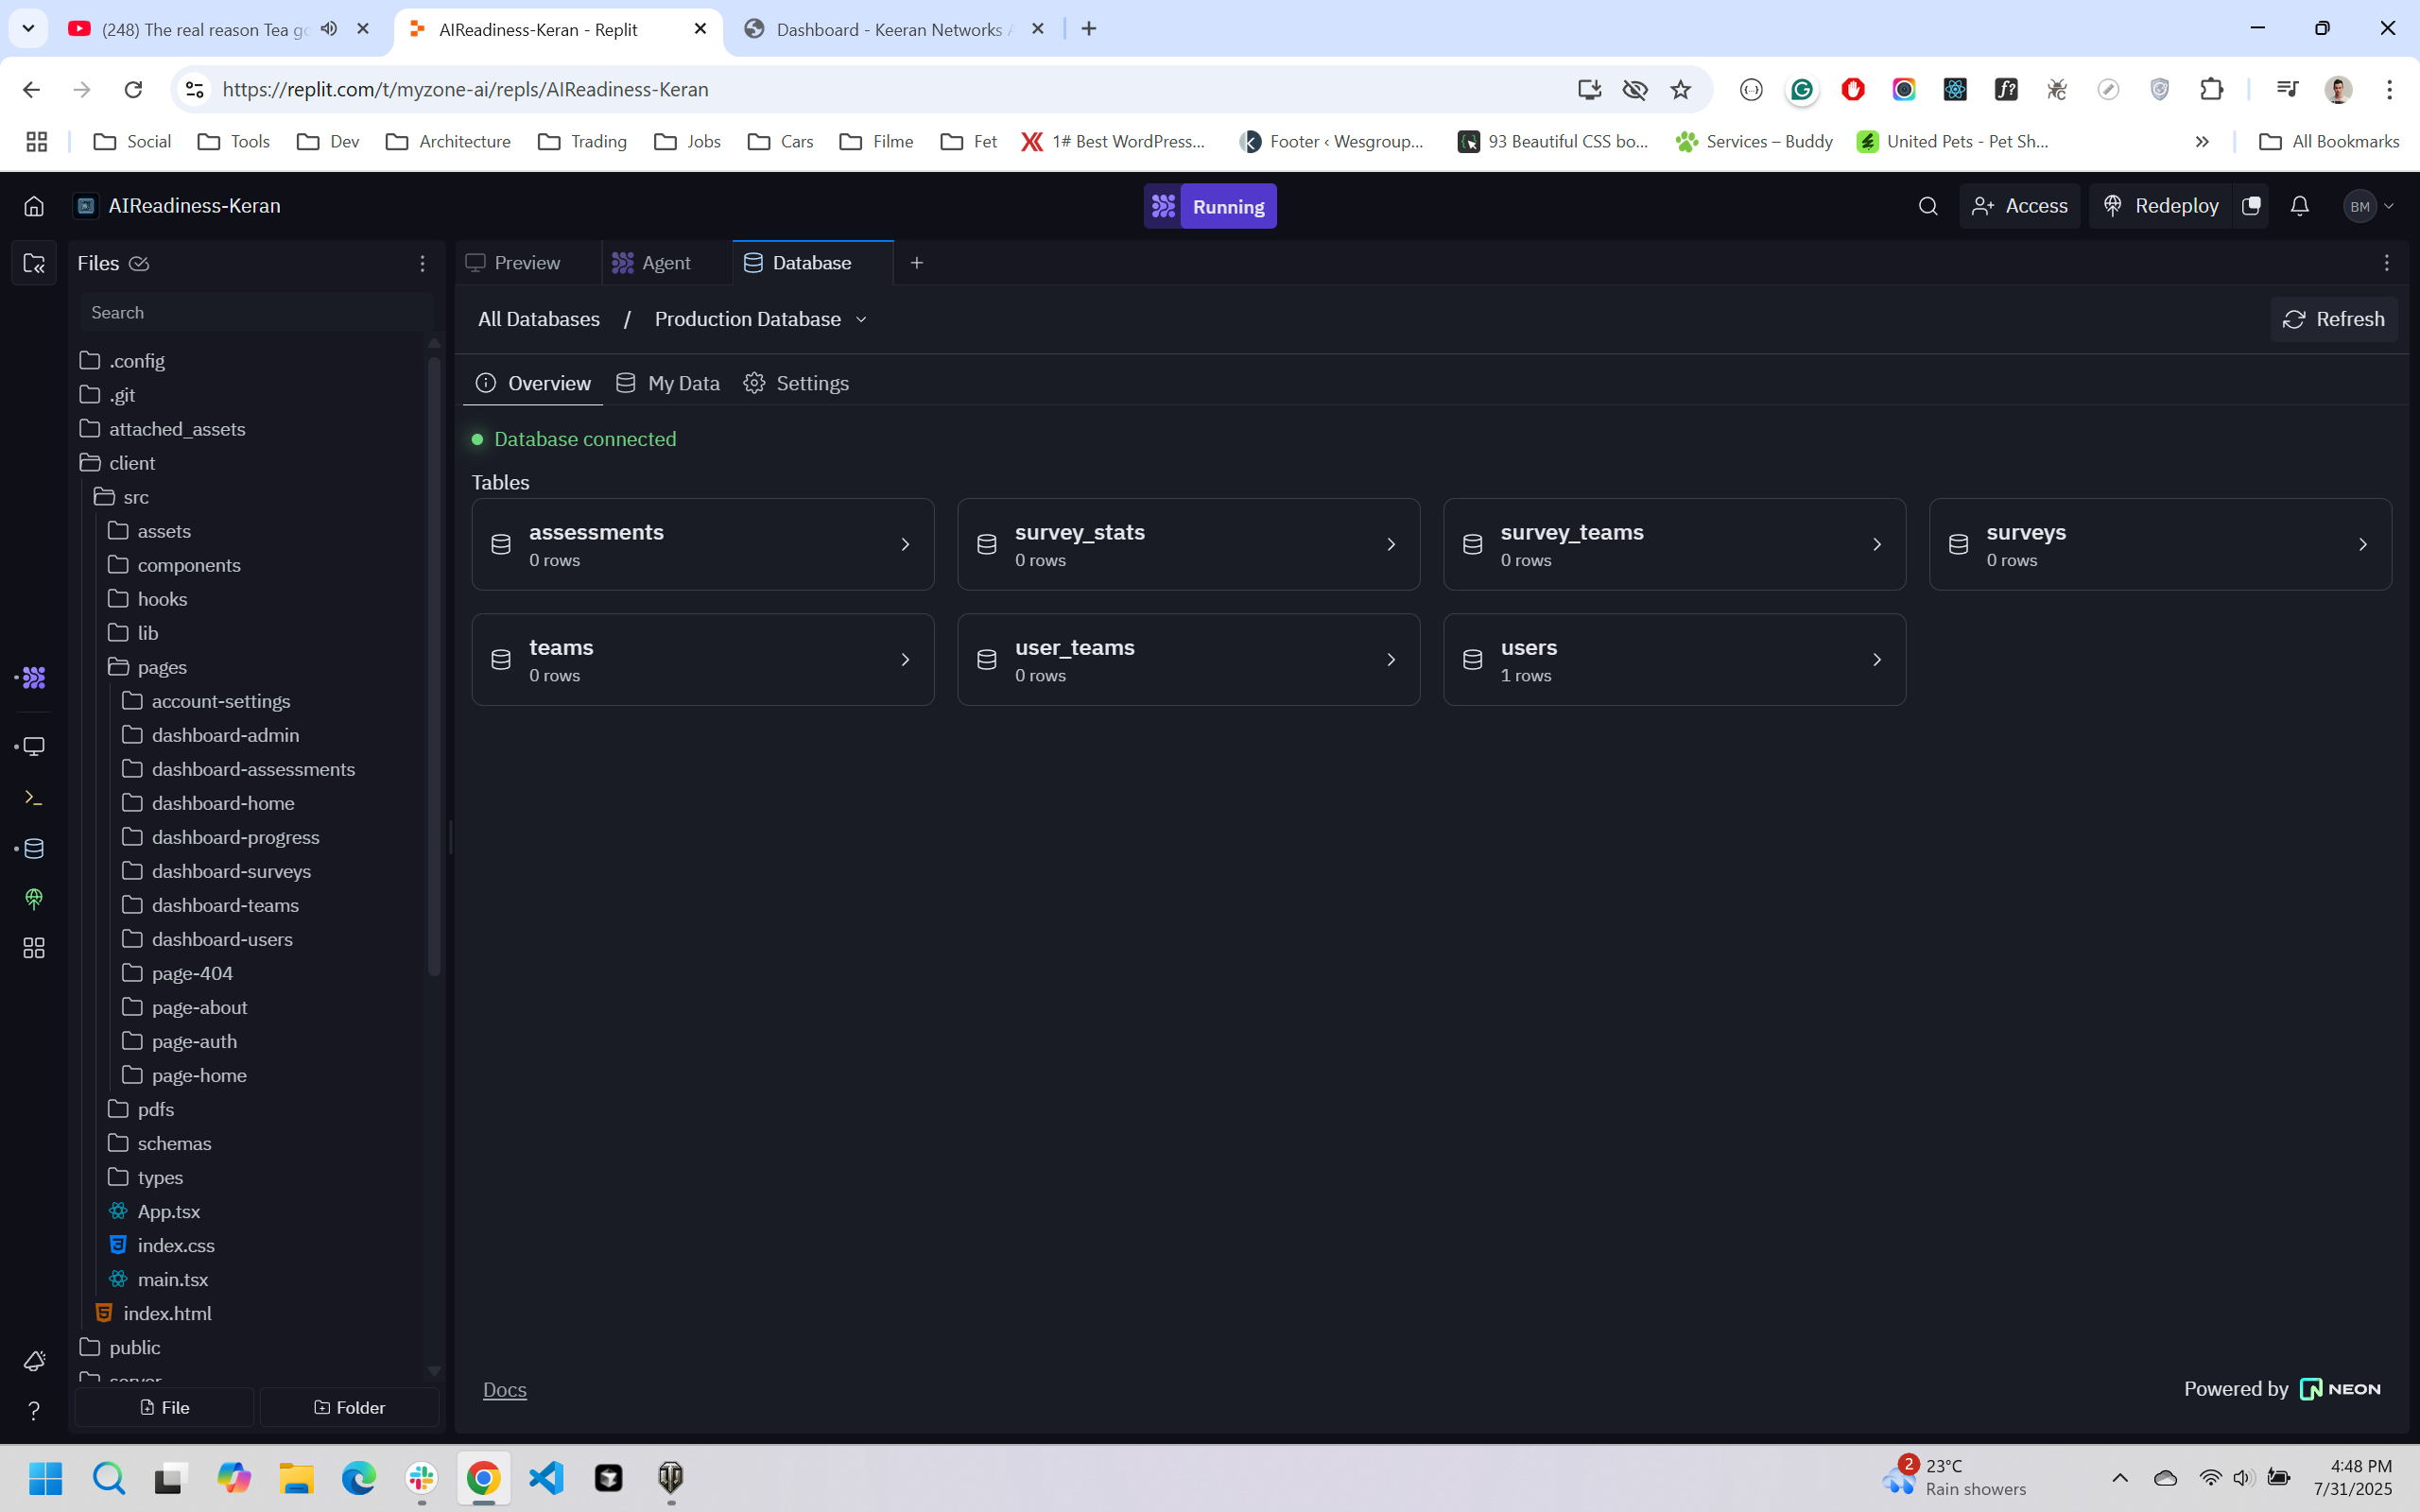 (248) The real reason Tea go
AIReadiness-Keran - Replit
Dashboard - Keeran Networks
https://replit.com/t/myzone-ai/repls/AIReadiness-Keran
Social
Tools
Dev
Architecture
Trading
Jobs
Cars
Filme
Fet
1# Best WordPress...
Footer ‹ Wesgroup...
93 Beautiful CSS bo...
Services – Buddy
United Pets - Pet Sh...
»
All Bookmarks
AIReadiness-Keran
Running
Access
Redeploy
BM
Files
Preview
Agent
Database
Search
All Databases / Production Database
Refresh
Overview
My Data
Settings
Database connected
Tables
assessments
0 rows
survey_stats
0 rows
survey_teams
0 rows
surveys
0 rows
teams
0 rows
user_teams
0 rows
users
1 rows
.config
.git
attached_assets
client
src
assets
components
hooks
lib
pages
account-settings
dashboard-admin
dashboard-assessments
dashboard-home
dashboard-progress
dashboard-surveys
dashboard-teams
dashboard-users
page-404
page-about
page-auth
page-home
pdfs
schemas
types
App.tsx
index.css
main.tsx
index.html
public
server
File
Folder
Docs
Powered by NEON
2
23°C
Rain showers
4:48 PM
7/31/2025